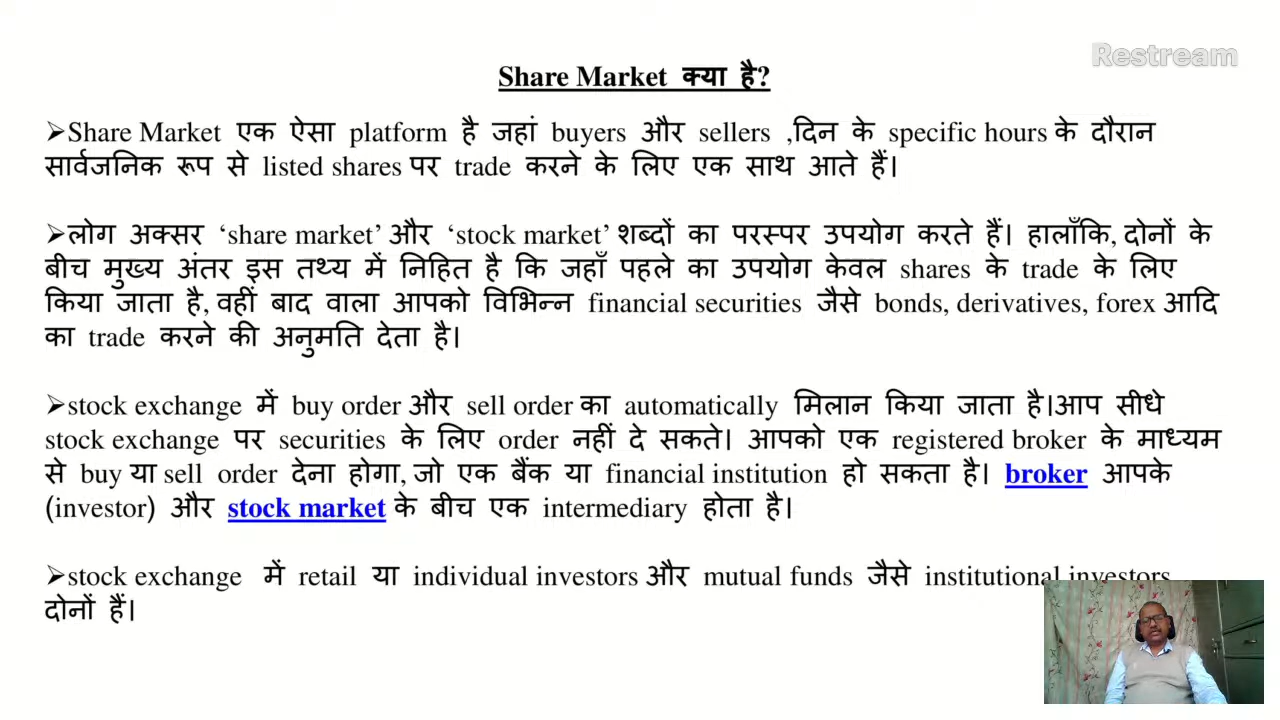 Restream
Share Market क्या है?
➢Share Market एक ऐसा platform है जहां buyers और sellers ,दिन के specific hours के दौरान
सार्वजनिक रूप से listed shares पर trade करने के लिए एक साथ आते हैं।
➢लोग अक्सर ‘share market’ और ‘stock market’ शब्दों का परस्पर उपयोग करते हैं। हालाँकि, दोनों के
बीच मुख्य अंतर इस तथ्य में निहित है कि जहाँ पहले का उपयोग केवल shares के trade के लिए
किया जाता है, वहीं बाद वाला आपको विभिन्न financial securities जैसे bonds, derivatives, forex आदि
का trade करने की अनुमति देता है।
➢stock exchange में buy order और sell order का automatically मिलान किया जाता है।आप सीधे
stock exchange पर securities के लिए order नहीं दे सकते। आपको एक registered broker के माध्यम
से buy या sell order देना होगा, जो एक बैंक या financial institution हो सकता है। broker आपके
(investor) और stock market के बीच एक intermediary होता है।
➢stock exchange में retail या individual investors और mutual funds जैसे institutional investors
दोनों हैं।